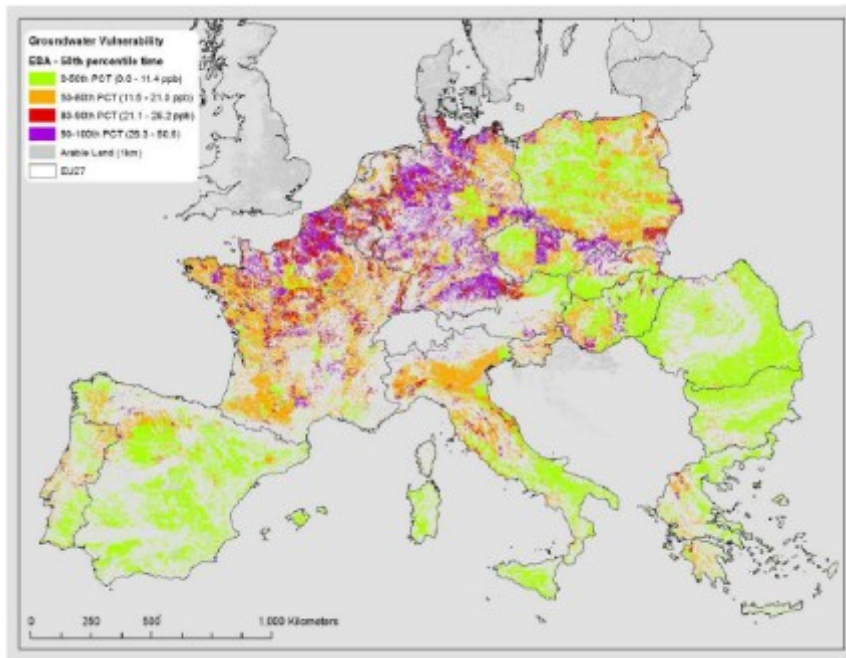 Groundwater Vulnerability
EBA - 50th percentile time
0-50th PCT (0.0 - 11.4 ppb)
50-80th PCT (11.5 - 21.0 ppb)
80-90th PCT (21.1 - 26.2 ppb)
90-100th PCT (26.3 - 50.5)
Arable Land (1km)
EU27
0 250 500 1,000 Kilometers